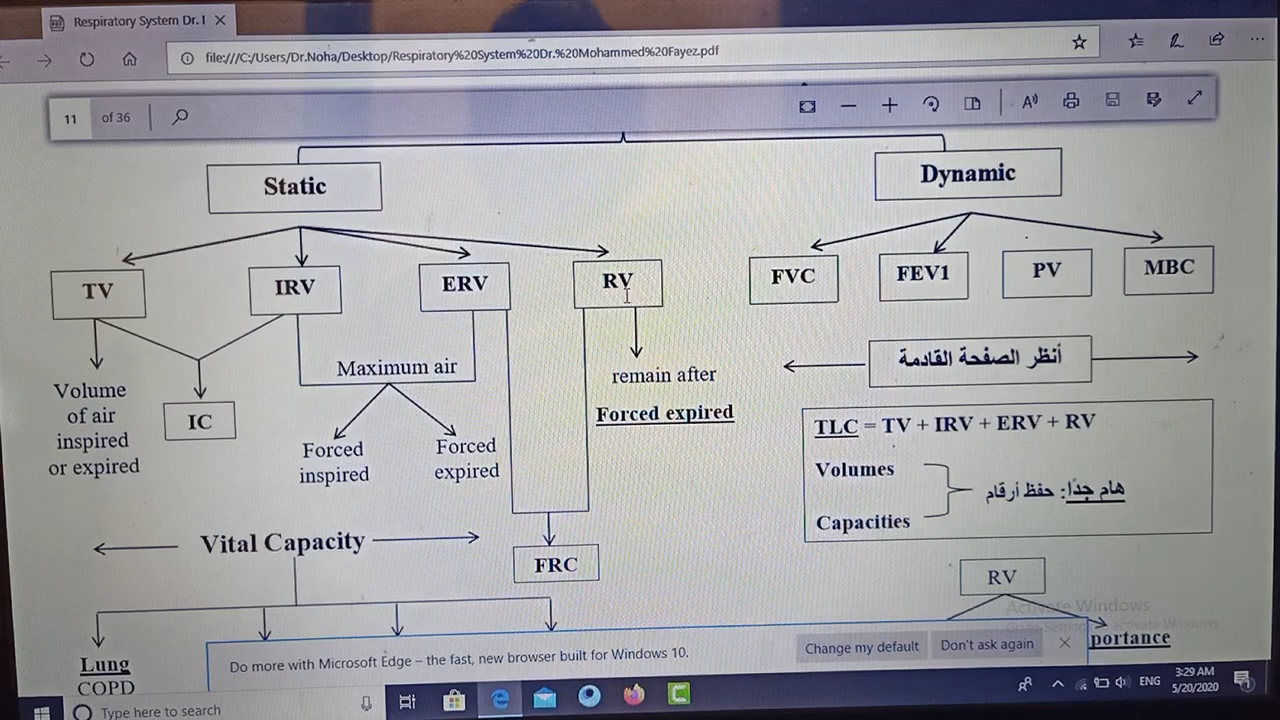 Respiratory System Dr. I
file:///C:/Users/Dr.Noha/Desktop/Respiratory%20System%20Dr.%20Mohammed%20Fayez.pdf
11 of 36
Static
Dynamic
TV
IRV
ERV
RV
FVC
FEV1
PV
MBC
Volume
of air
inspired
or expired
IC
Maximum air
Forced
inspired
Forced
expired
remain after
Forced expired
أنظر الصفحة القادمة
TLC = TV + IRV + ERV + RV
Volumes
Capacities
هام جدًا: حفظ أرقام
Vital Capacity
FRC
RV
Activate Windows
Lung
COPD
portance
Do more with Microsoft Edge – the fast, new browser built for Windows 10.
Change my default
Don't ask again
Type here to search
ENG
3:29 AM
5/20/2020